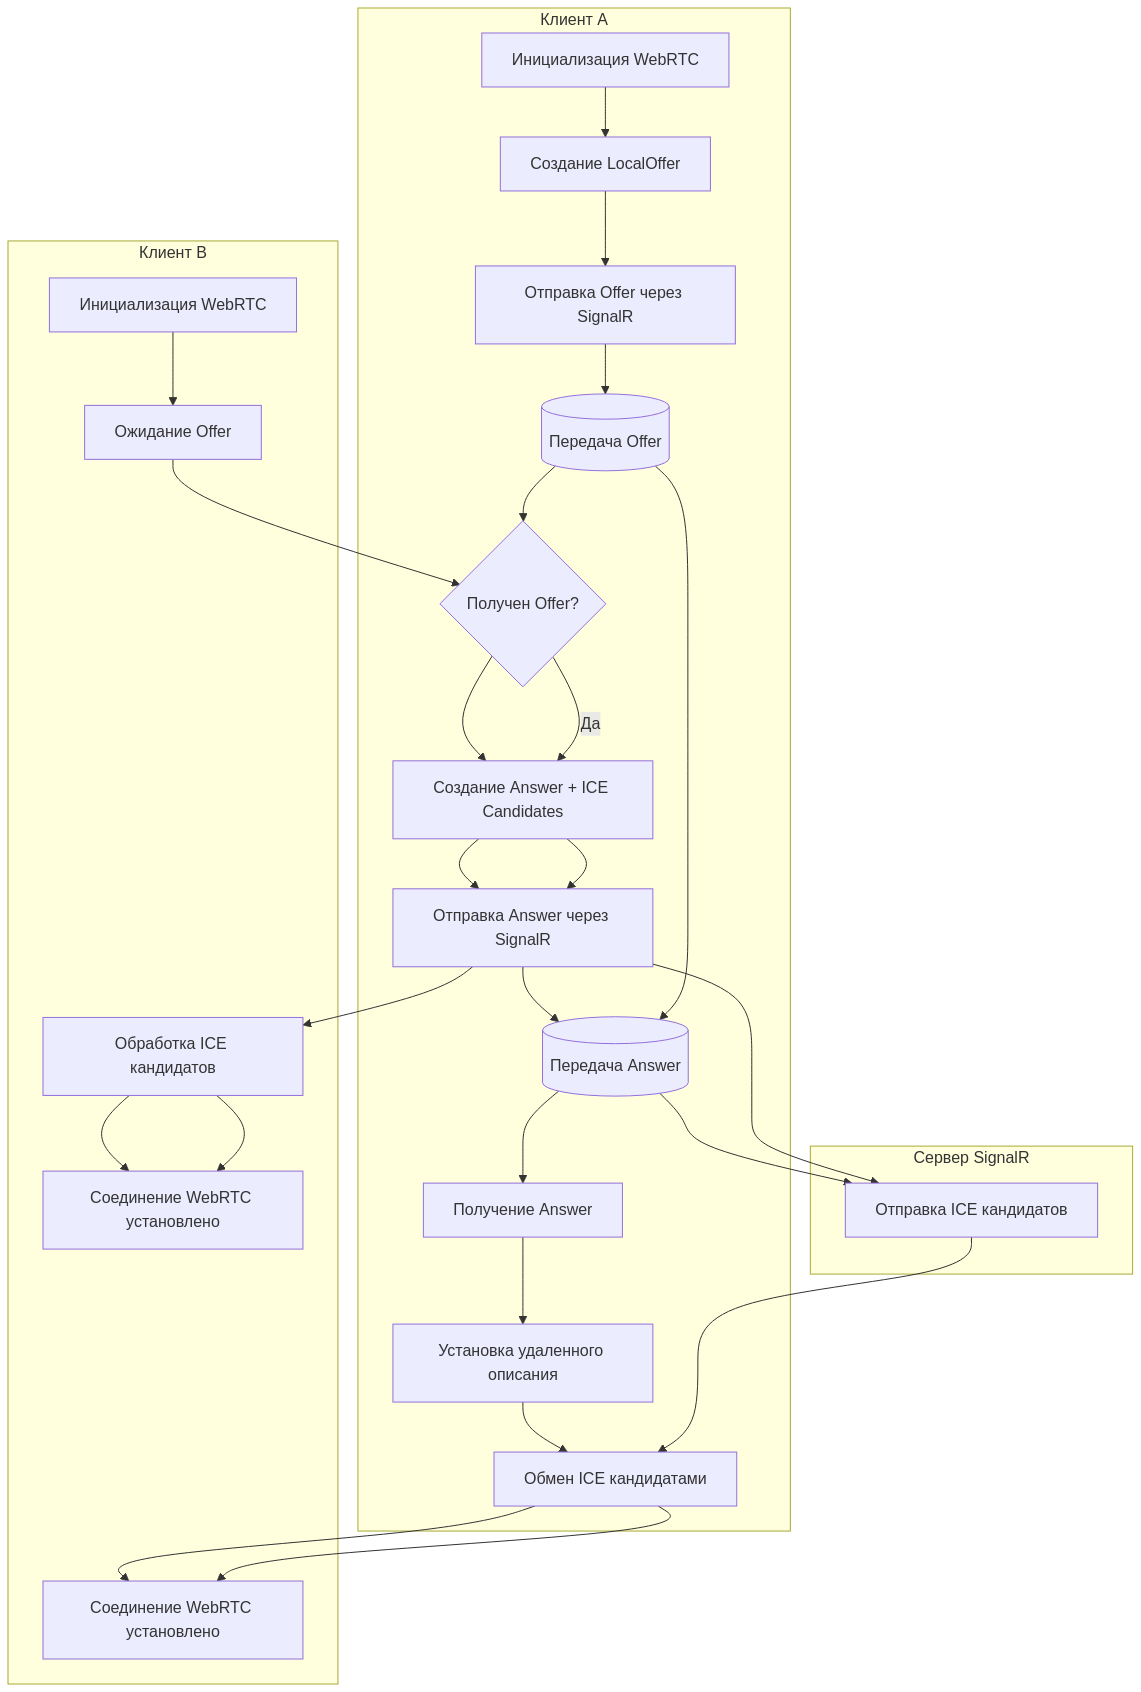 Клиент A
Инициализация WebRTC
Создание LocalOffer
Отправка Offer через
SignalR
Передача Offer
Клиент B
Инициализация WebRTC
Ожидание Offer
Получен Offer?
Да
Создание Answer + ICE
Candidates
Отправка Answer через
SignalR
Передача Answer
Обработка ICE
кандидатов
Соединение WebRTC
установлено
Сервер SignalR
Отправка ICE кандидатов
Получение Answer
Установка удаленного
описания
Обмен ICE кандидатами
Соединение WebRTC
установлено